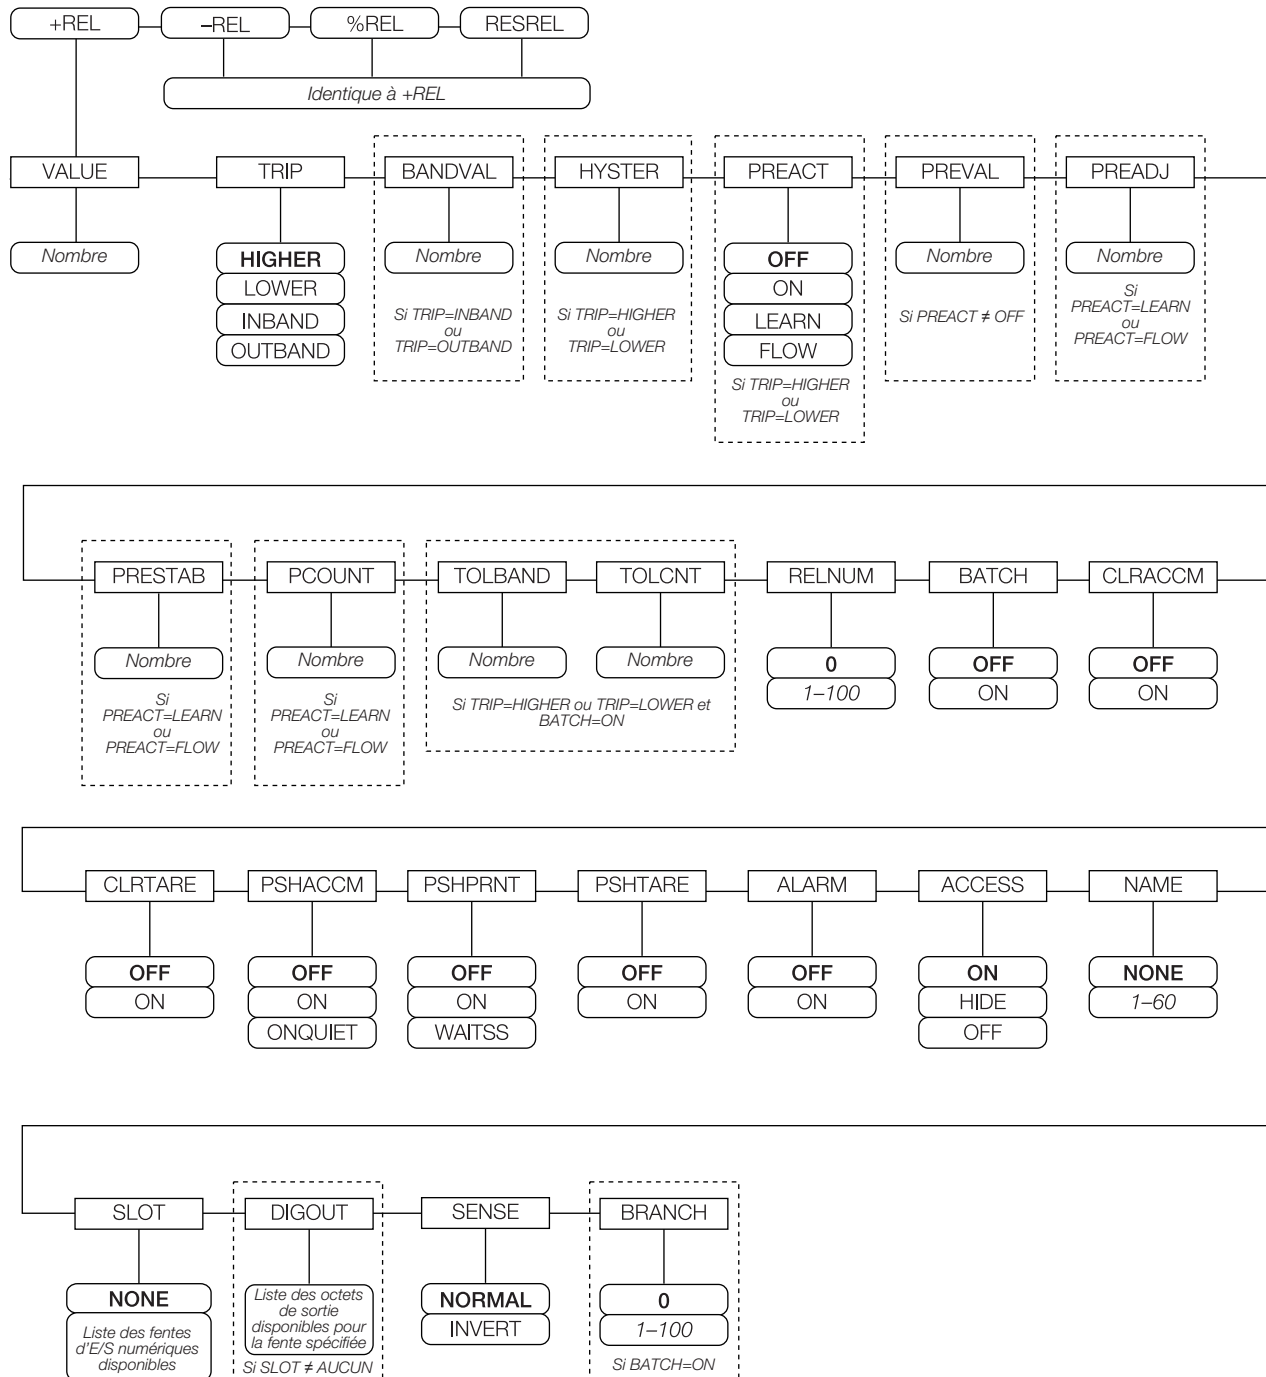 +REL
–REL
%REL
RESREL
Identique à +REL
VALUE
TRIP
BANDVAL
HYSTER
PREACT
PREVAL
PREADJ
Nombre
HIGHER
LOWER
INBAND
OUTBAND
Nombre
Si TRIP=INBAND
ou
TRIP=OUTBAND
Nombre
Si TRIP=HIGHER
ou
TRIP=LOWER
OFF
ON
LEARN
FLOW
Si TRIP=HIGHER
ou
TRIP=LOWER
Nombre
Si PREACT ≠ OFF
Nombre
Si
PREACT=LEARN
ou
PREACT=FLOW
PRESTAB
PCOUNT
TOLBAND
TOLCNT
RELNUM
BATCH
CLRACCM
Nombre
Si
PREACT=LEARN
ou
PREACT=FLOW
Nombre
Si
PREACT=LEARN
ou
PREACT=FLOW
Nombre
Nombre
Si TRIP=HIGHER ou TRIP=LOWER et
BATCH=ON
0
1–100
OFF
ON
OFF
ON
CLRTARE
PSHACCM
PSHPRNT
PSHTARE
ALARM
ACCESS
NAME
OFF
ON
OFF
ON
ONQUIET
OFF
ON
WAITSS
OFF
ON
OFF
ON
ON
HIDE
OFF
NONE
1–60
SLOT
DIGOUT
SENSE
BRANCH
NONE
Liste des fentes
d'E/S numériques
disponibles
Liste des octets
de sortie
disponibles pour
la fente spécifiée
Si SLOT ≠ AUCUN
NORMAL
INVERT
0
1–100
Si BATCH=ON